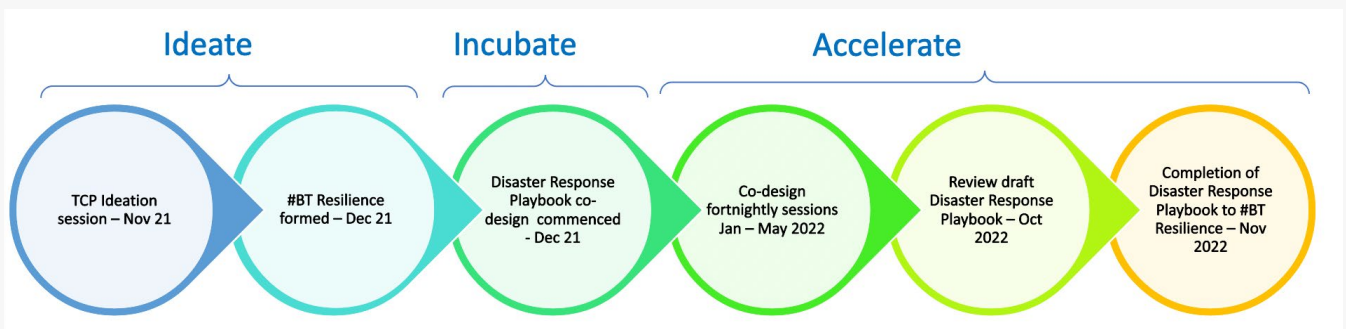 Ideate
Incubate
Accelerate
TCP Ideation
session – Nov 21
#BT Resilience
formed – Dec 21
Disaster Response
Playbook co-
design  commenced
- Dec 21
Co-design
fortnightly sessions
Jan – May 2022
Review draft
Disaster Response
Playbook – Oct
2022
Completion of
Disaster Response
Playbook to #BT
Resilience – Nov
2022